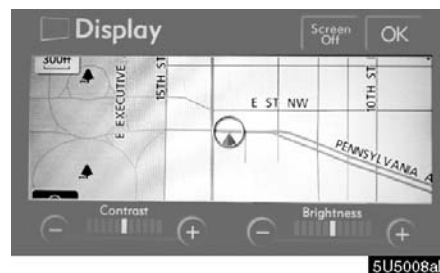 Display
Screen Off
OK
300ft
E EXECUTIVE
15TH ST
E ST NW
10TH ST
PENNSYLVANIA A
Contrast
Brightness
- +
- +
5U5008a